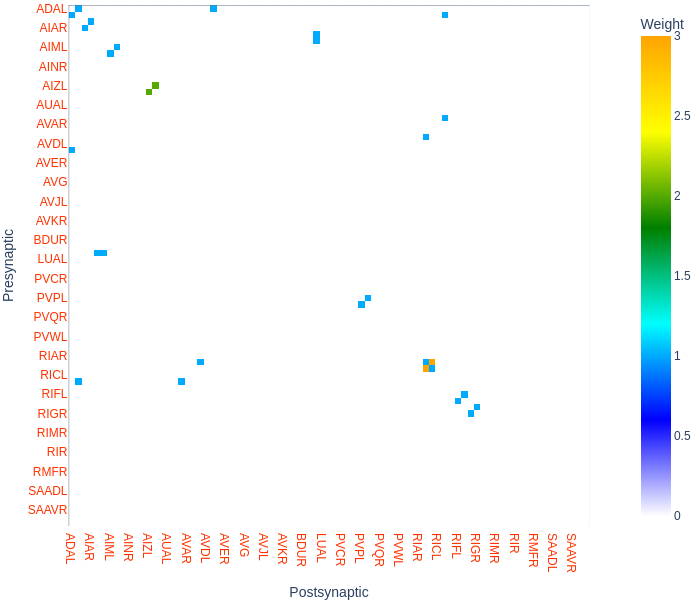 Weight
3
2.5
2
1.5
1
0.5
0
Presynaptic
ADAL
AIAR
AIML
AINR
AIZL
AUAL
AVAR
AVDL
AVER
AVG
AVJL
AVKR
BDUR
LUAL
PVCR
PVPL
PVQR
PVWL
RIAR
RICL
RIFL
RIGR
RIMR
RIR
RMFR
SAADL
SAAVR
ADAL
AIAR
AIML
AINR
AIZL
AUAL
AVAR
AVDL
AVER
AVG
AVJL
AVKR
BDUR
LUAL
PVCR
PVPL
PVQR
PVWL
RIAR
RICL
RIFL
RIGR
RIMR
RIR
RMFR
SAADL
SAAVR
Postsynaptic